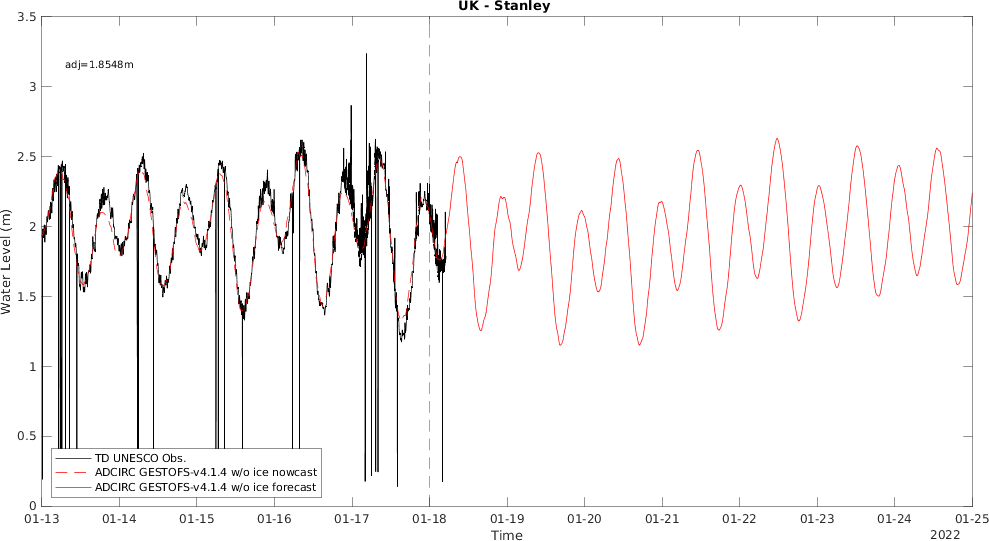 UK - Stanley
adj=1.8548m
3.5
3
2.5
2
1.5
1
0.5
0
Water Level (m)
TD UNESCO Obs.
ADCIRC GESTOFS-v4.1.4 w/o ice nowcast
ADCIRC GESTOFS-v4.1.4 w/o ice forecast
01-13 01-14 01-15 01-16 01-17 01-18 01-19 01-20 01-21 01-22 01-23 01-24 01-25
Time
2022